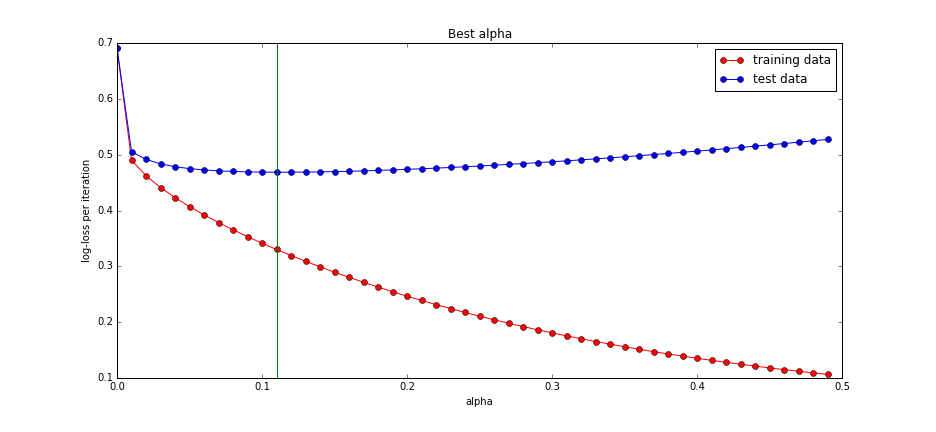 Best alpha
training data
test data
log-loss per iteration
0.7
0.6
0.5
0.4
0.3
0.2
0.1
0.0
0.1
0.2
0.3
0.4
0.5
alpha